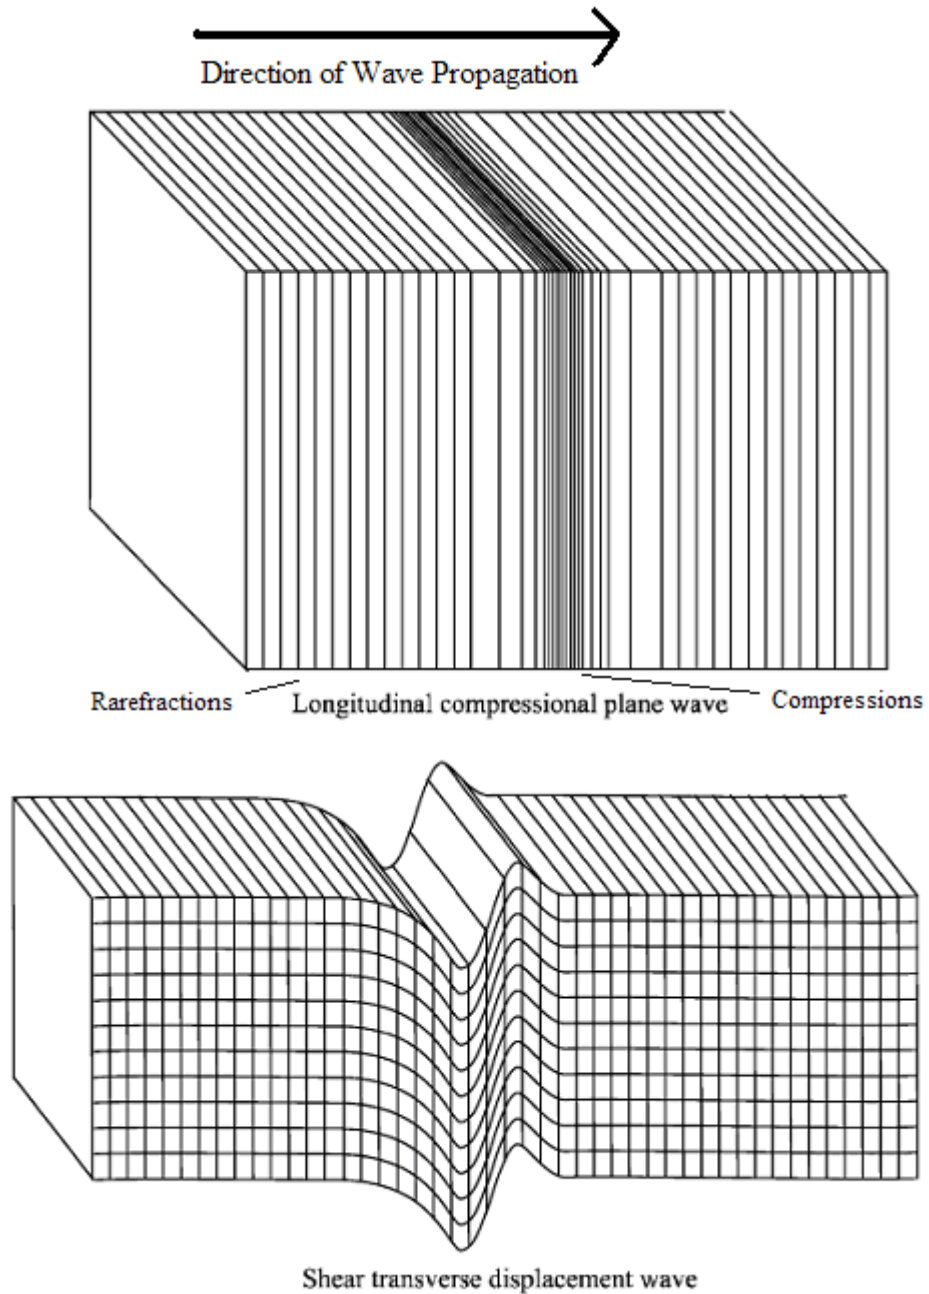 Direction of Wave Propagation
Rarefractions
Longitudinal compressional plane wave
Compressions
Shear transverse displacement wave